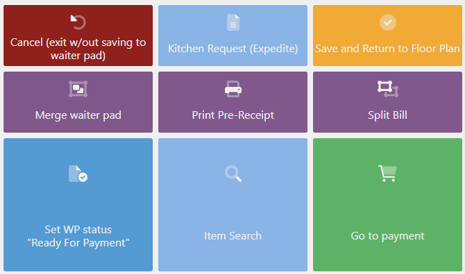 Cancel (exit w/out saving to
waiter pad)
Kitchen Request (Expedite)
Save and Return to Floor Plan
Merge waiter pad
Print Pre-Receipt
Split Bill
Set WP status
"Ready For Payment"
Item Search
Go to payment